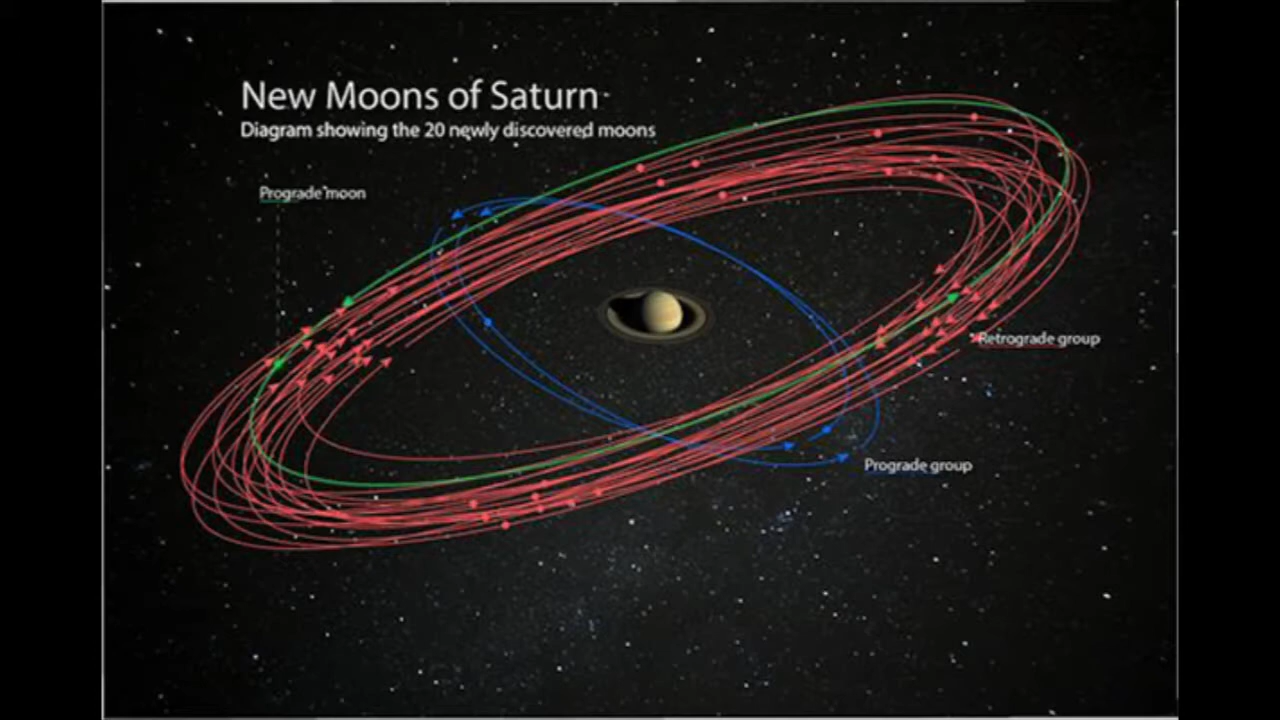 New Moons of Saturn
Diagram showing the 20 newly discovered moons
Prograde moon
Retrograde group
Prograde group